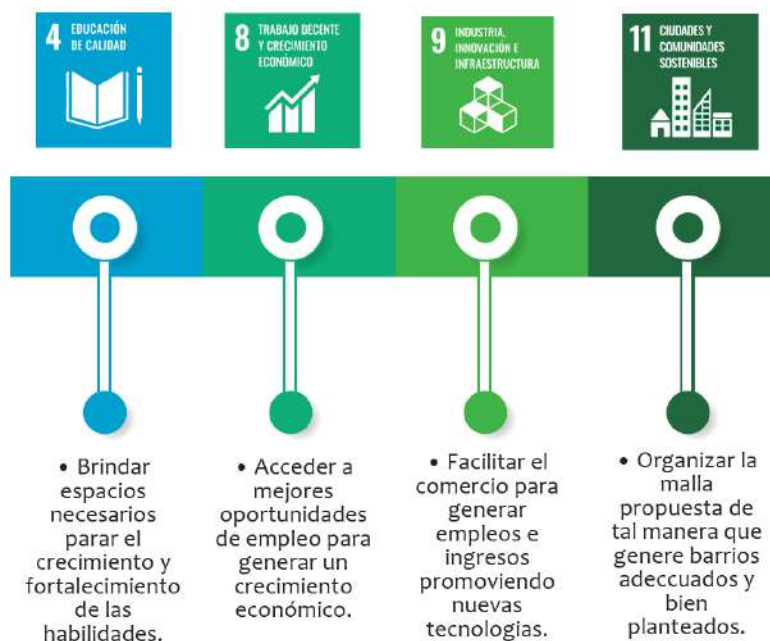 4 EDUCACIÓN
DE CALIDAD
8 TRABAJO DECENTE
Y CRECIMIENTO
ECONÓMICO
9 INDUSTRIA,
INNOVACIÓN E
INFRAESTRUCTURA
11 CIUDADES Y
COMUNIDADES
SOSTENIBLES
• Brindar
espacios
necesarios
parar el
crecimiento y
fortalecimiento
de las
habilidades.
• Acceder a
mejores
oportunidades
de empleo para
generar un
crecimiento
económico.
• Facilitar el
comercio para
generar
empleos e
ingresos
promoviendo
nuevas
tecnologias.
• Organizar la
malla
propuesta de
tal manera que
genere barrios
adeccuados y
bien
planteados.